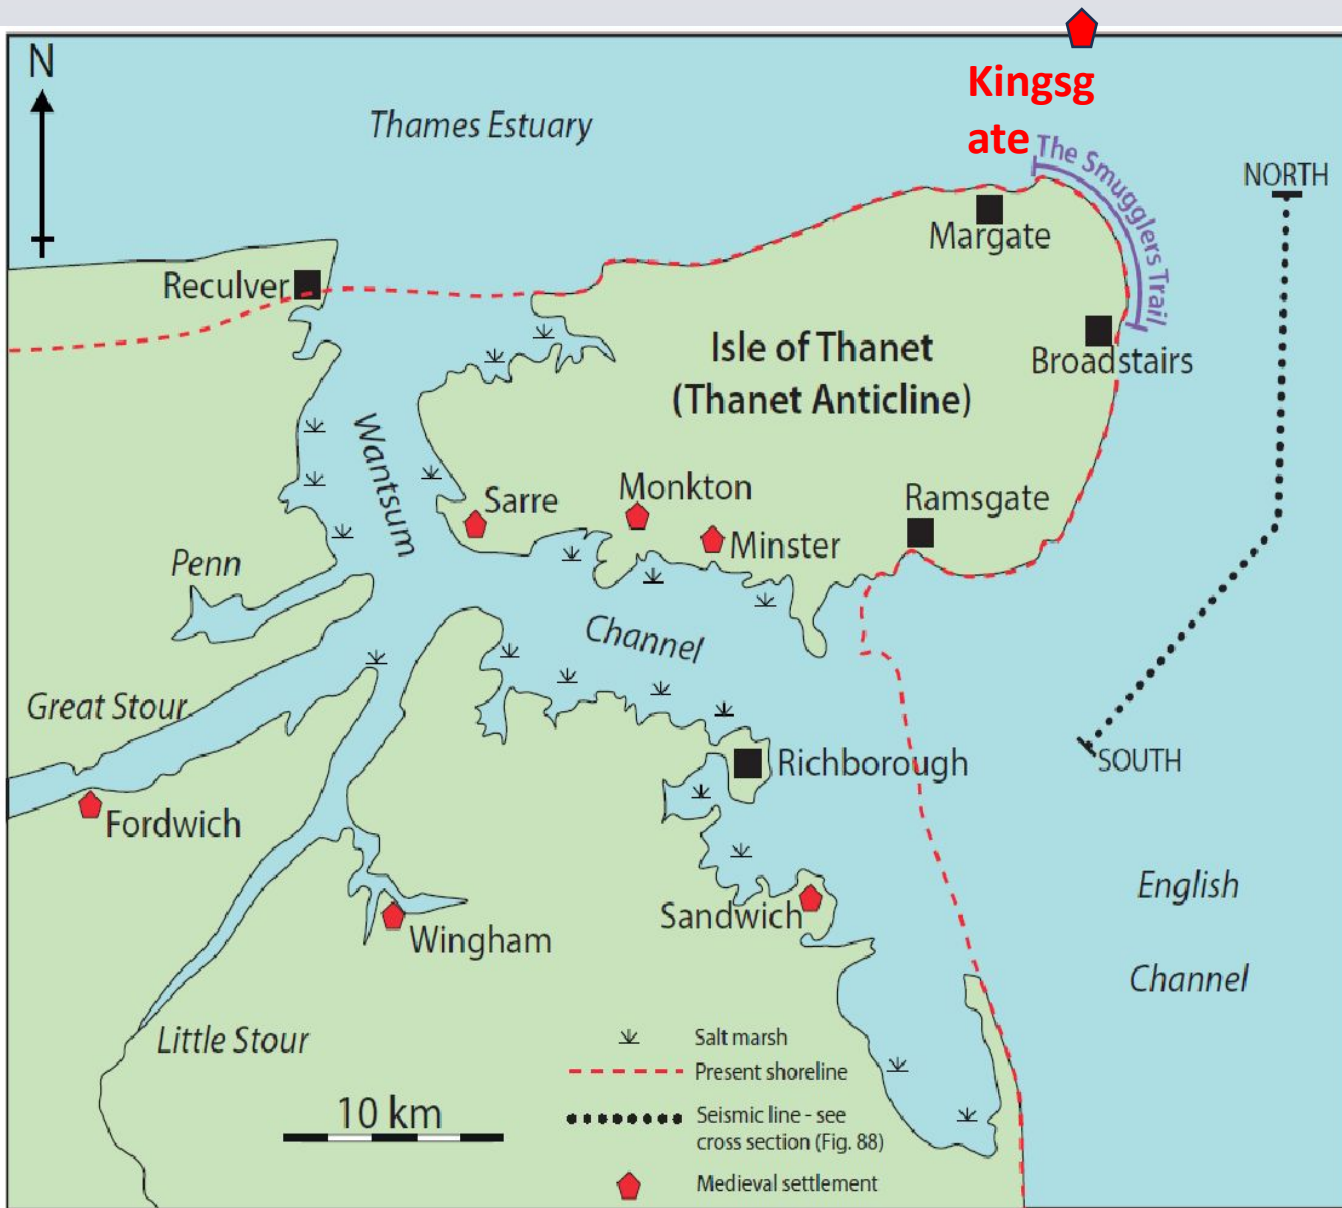 Kingsg
ate
N
Thames Estuary
The Smugglers Trail
NORTH
Margate
Reculver
Isle of Thanet
(Thanet Anticline)
Broadstairs
Wantsum
Sarre
Monkton
Ramsgate
Minster
Penn
Channel
Great Stour
SOUTH
Richborough
Fordwich
English
Channel
Sandwich
Wingham
Little Stour
Salt marsh
Present shoreline
10 km
Seismic line - see
cross section (Fig. 88)
Medieval settlement